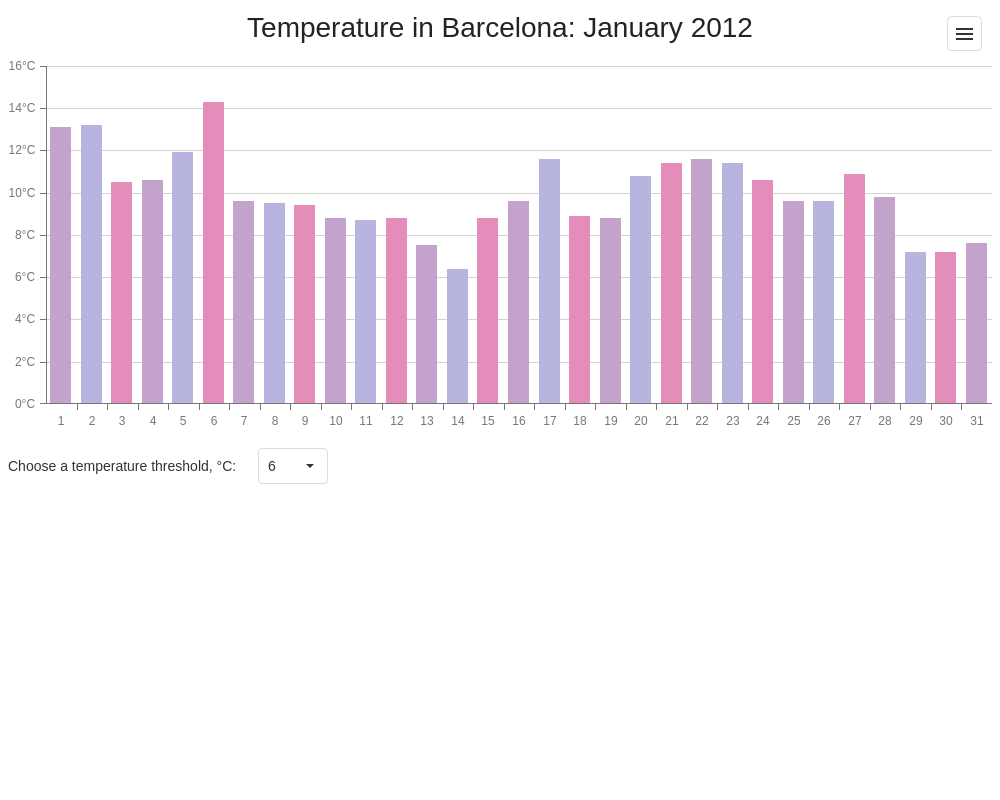 Temperature in Barcelona: January 2012
16°C
14°C
12°C
10°C
8°C
6°C
4°C
2°C
0°C
1 2 3 4 5 6 7 8 9 10 11 12 13 14 15 16 17 18 19 20 21 22 23 24 25 26 27 28 29 30 31
Choose a temperature threshold, °C: 6